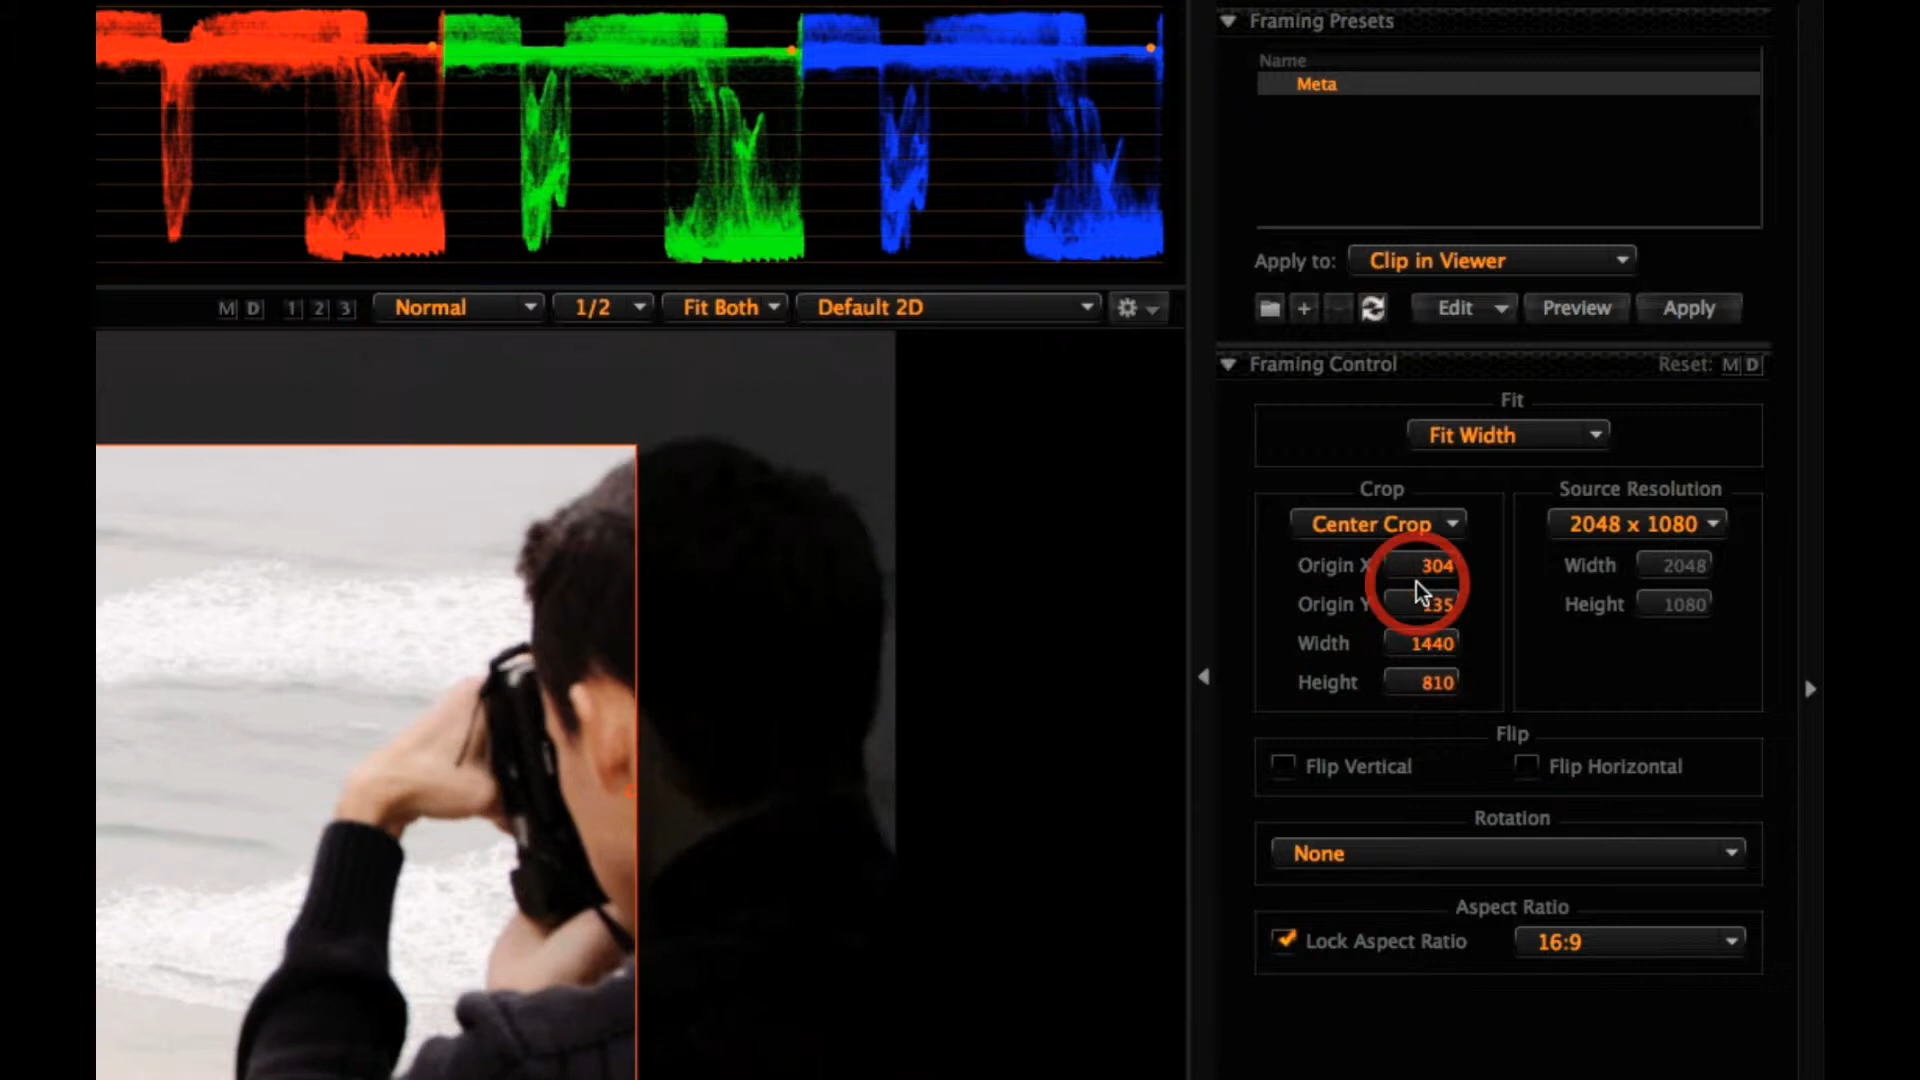 Framing Presets
Name
Meta
Apply to: Clip in Viewer
M D 1 2 3 Normal 1/2 Fit Both Default 2D
+ - Edit Preview Apply
Framing Control Reset: M D
Fit
Fit Width
Crop Source Resolution
Center Crop 2048 x 1080
Origin X 304 Width 2048
Origin Y 135 Height 1080
Width 1440
Height 810
Flip
Flip Vertical Flip Horizontal
Rotation
None
Aspect Ratio
Lock Aspect Ratio 16:9